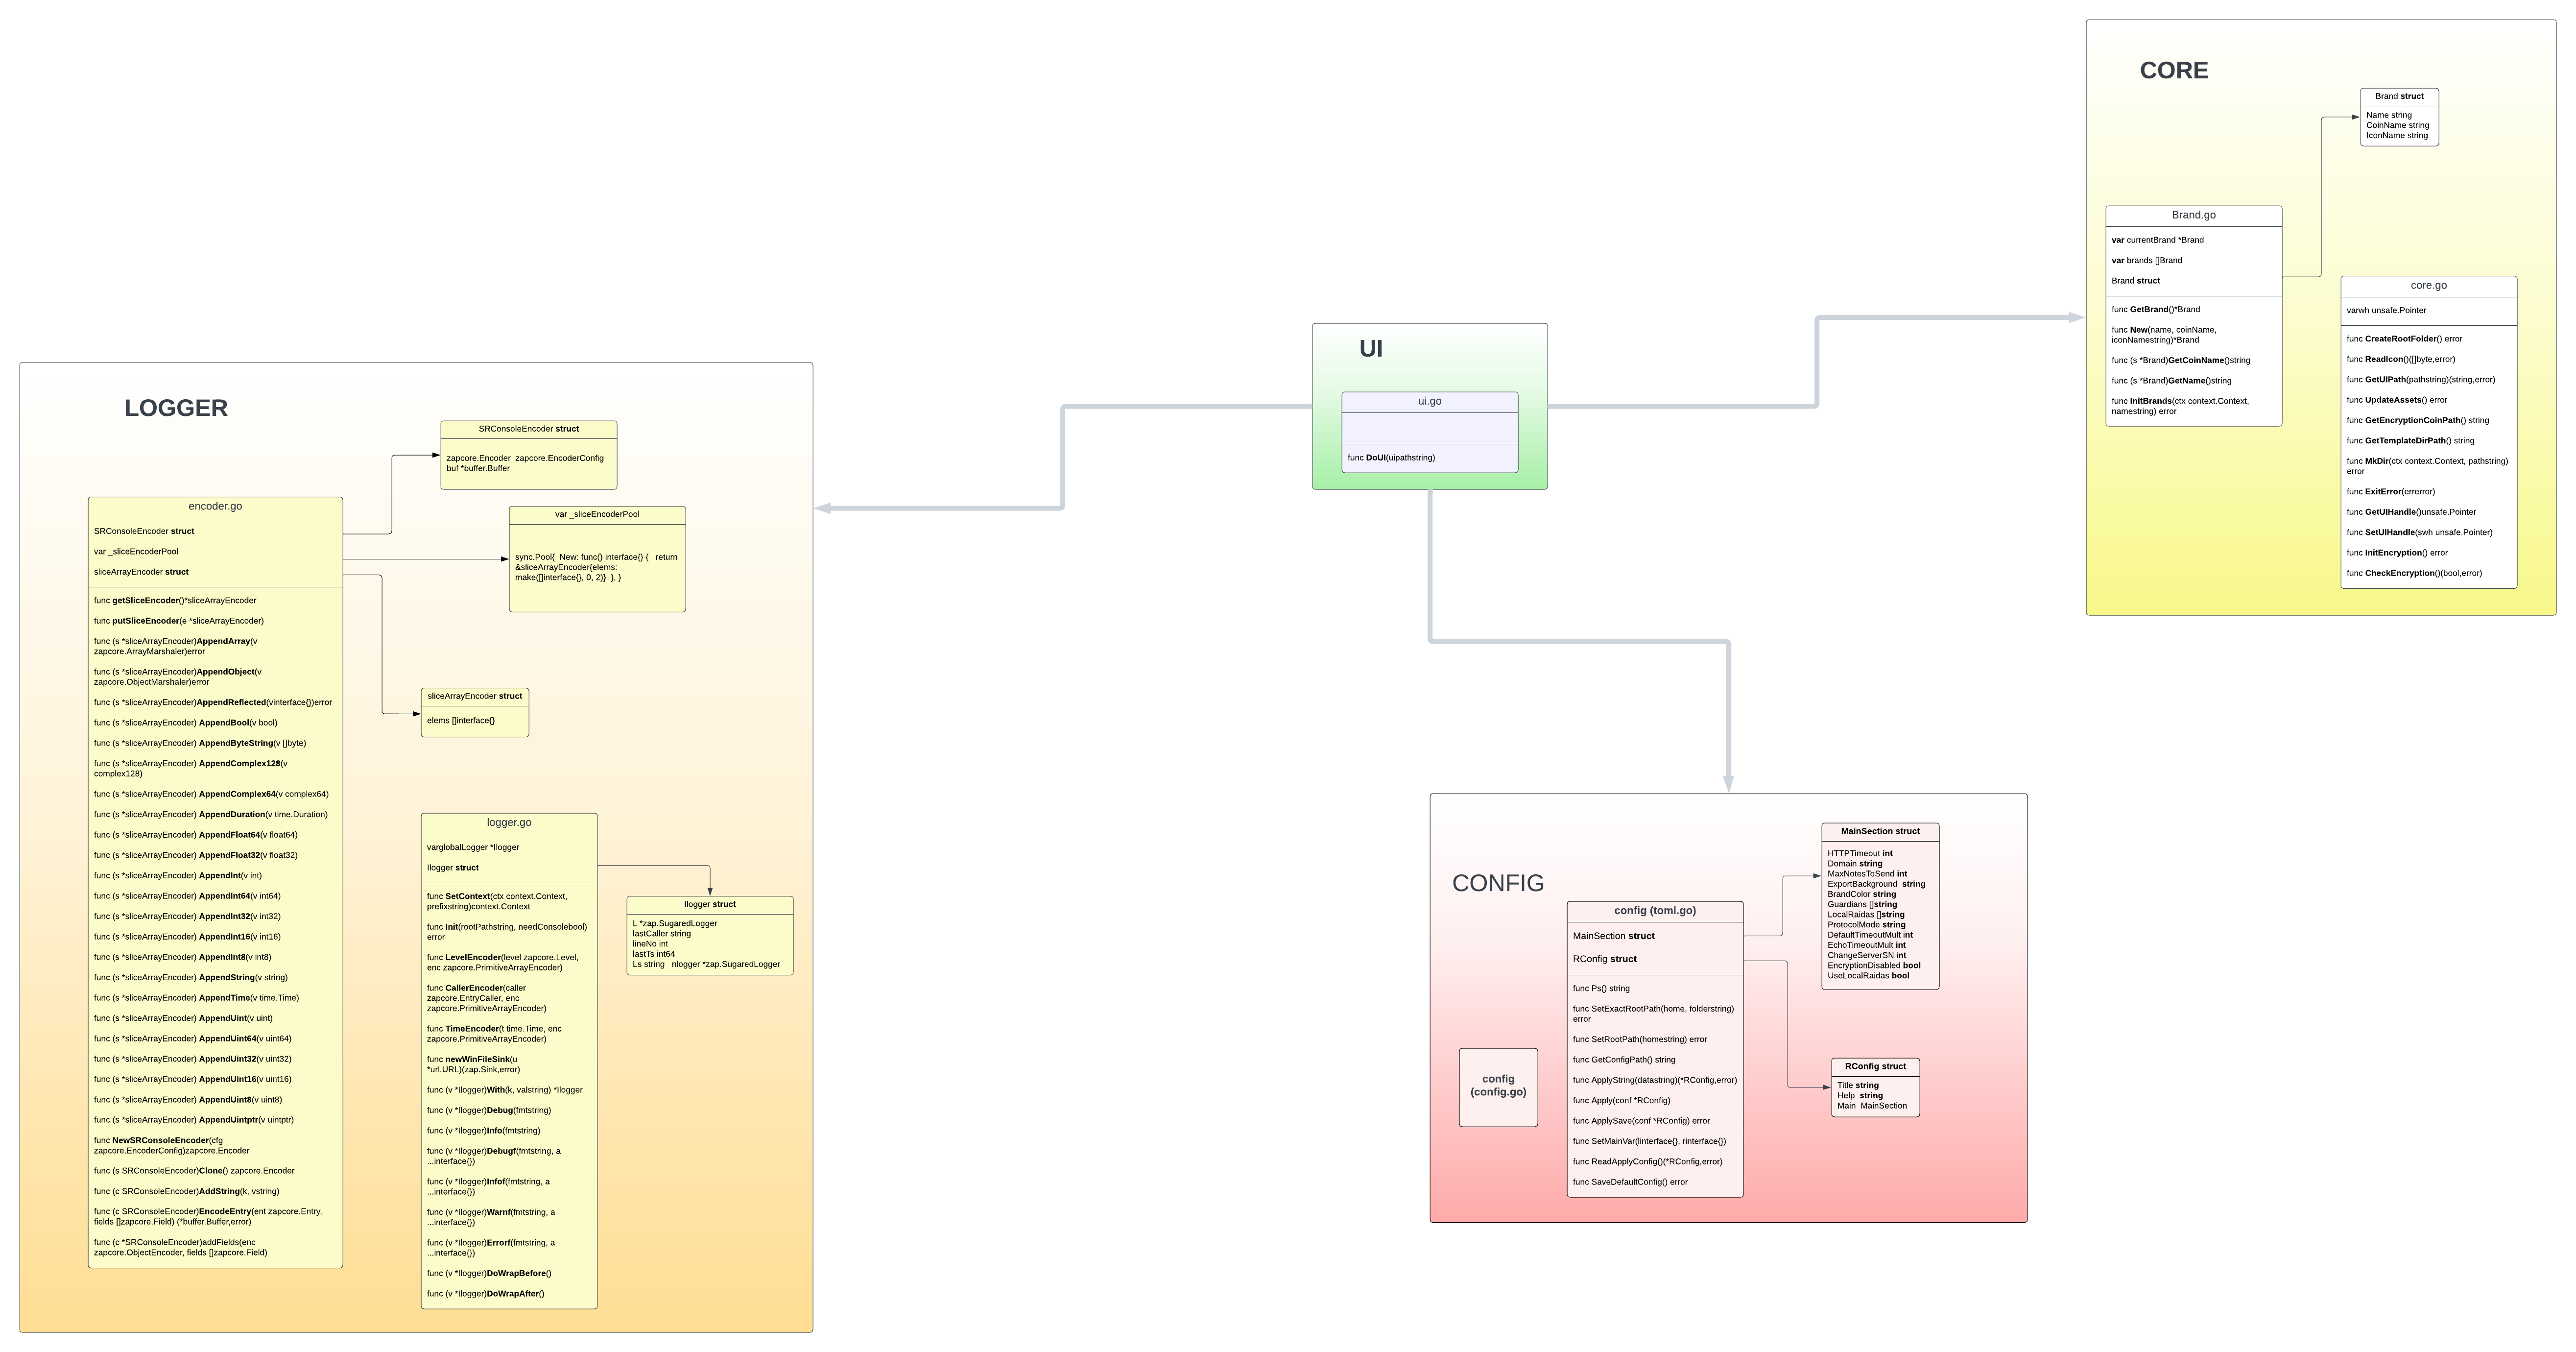 LOGGER
SRConsoleEncoder struct
zapcore.Encoder  zapcore.EncoderConfig
buf *buffer.Buffer
encoder.go
SRConsoleEncoder struct
var _sliceEncoderPool
sliceArrayEncoder struct
func getSliceEncoder()*sliceArrayEncoder
func putSliceEncoder(e *sliceArrayEncoder)
func (s *sliceArrayEncoder)AppendArray(v
zapcore.ArrayMarshaler)error
func (s *sliceArrayEncoder)AppendObject(v
zapcore.ObjectMarshaler)error
func (s *sliceArrayEncoder)AppendReflected(vinterface{})error
func (s *sliceArrayEncoder) AppendBool(v bool)
func (s *sliceArrayEncoder) AppendByteString(v []byte)
func (s *sliceArrayEncoder) AppendComplex128(v
complex128)
func (s *sliceArrayEncoder) AppendComplex64(v complex64)
func (s *sliceArrayEncoder) AppendDuration(v time.Duration)
func (s *sliceArrayEncoder) AppendFloat64(v float64)
func (s *sliceArrayEncoder) AppendFloat32(v float32)
func (s *sliceArrayEncoder) AppendInt(v int)
func (s *sliceArrayEncoder) AppendInt64(v int64)
func (s *sliceArrayEncoder) AppendInt32(v int32)
func (s *sliceArrayEncoder) AppendInt16(v int16)
func (s *sliceArrayEncoder) AppendInt8(v int8)
func (s *sliceArrayEncoder) AppendString(v string)
func (s *sliceArrayEncoder) AppendTime(v time.Time)
func (s *sliceArrayEncoder) AppendUint(v uint)
func (s *sliceArrayEncoder) AppendUint64(v uint64)
func (s *sliceArrayEncoder) AppendUint32(v uint32)
func (s *sliceArrayEncoder) AppendUint16(v uint16)
func (s *sliceArrayEncoder) AppendUint8(v uint8)
func (s *sliceArrayEncoder) AppendUintptr(v uintptr)
func NewSRConsoleEncoder(cfg
zapcore.EncoderConfig)zapcore.Encoder
func (s SRConsoleEncoder)Clone() zapcore.Encoder
func (c SRConsoleEncoder)AddString(k, vstring)
func (c SRConsoleEncoder)EncodeEntry(ent zapcore.Entry,
fields []zapcore.Field) (*buffer.Buffer,error)
func (c *SRConsoleEncoder)addFields(enc
zapcore.ObjectEncoder, fields []zapcore.Field)
var _sliceEncoderPool
sync.Pool{  New: func() interface{} {   return
&sliceArrayEncoder{elems:
make([]interface{}, 0, 2)}  }, }
sliceArrayEncoder struct
elems []interface{}
logger.go
varglobalLogger *Ilogger
Ilogger struct
func SetContext(ctx context.Context,
prefixstring)context.Context
func Init(rootPathstring, needConsolebool)
error
func LevelEncoder(level zapcore.Level,
enc zapcore.PrimitiveArrayEncoder)
func CallerEncoder(caller
zapcore.EntryCaller, enc
zapcore.PrimitiveArrayEncoder)
func TimeEncoder(t time.Time, enc
zapcore.PrimitiveArrayEncoder)
func newWinFileSink(u
*url.URL)(zap.Sink,error)
func (v *Ilogger)With(k, valstring) *Ilogger
func (v *Ilogger)Debug(fmtstring)
func (v *Ilogger)Info(fmtstring)
func (v *Ilogger)Debugf(fmtstring, a
...interface{})
func (v *Ilogger)Infof(fmtstring, a
...interface{})
func (v *Ilogger)Warnf(fmtstring, a
...interface{})
func (v *Ilogger)Errorf(fmtstring, a
...interface{})
func (v *Ilogger)DoWrapBefore()
func (v *Ilogger)DoWrapAfter()
Ilogger struct
L *zap.SugaredLogger
lastCaller string
lineNo int
lastTs int64
Ls string   nlogger *zap.SugaredLogger
UI
ui.go
func DoUI(uipathstring)
CORE
Brand struct
Name string
CoinName string
IconName string
Brand.go
var currentBrand *Brand
var brands []Brand
Brand struct
func GetBrand()*Brand
func New(name, coinName,
iconNamestring)*Brand
func (s *Brand)GetCoinName()string
func (s *Brand)GetName()string
func InitBrands(ctx context.Context,
namestring) error
core.go
varwh unsafe.Pointer
func CreateRootFolder() error
func ReadIcon()([]byte,error)
func GetUIPath(pathstring)(string,error)
func UpdateAssets() error
func GetEncryptionCoinPath() string
func GetTemplateDirPath() string
func MkDir(ctx context.Context, pathstring)
error
func ExitError(errerror)
func GetUIHandle()unsafe.Pointer
func SetUIHandle(swh unsafe.Pointer)
func InitEncryption() error
func CheckEncryption()(bool,error)
CONFIG
config
(config.go)
config (toml.go)
MainSection struct
RConfig struct
func Ps() string
func SetExactRootPath(home, folderstring)
error
func SetRootPath(homestring) error
func GetConfigPath() string
func ApplyString(datastring)(*RConfig,error)
func Apply(conf *RConfig)
func ApplySave(conf *RConfig) error
func SetMainVar(linterface{}, rinterface{})
func ReadApplyConfig()(*RConfig,error)
func SaveDefaultConfig() error
MainSection struct
HTTPTimeout int
Domain string
MaxNotesToSend int
ExportBackground  string
BrandColor string
Guardians []string
LocalRaidas []string
ProtocolMode string
DefaultTimeoutMult int
EchoTimeoutMult int
ChangeServerSN int
EncryptionDisabled bool
UseLocalRaidas bool
RConfig struct
Title string
Help  string
Main  MainSection